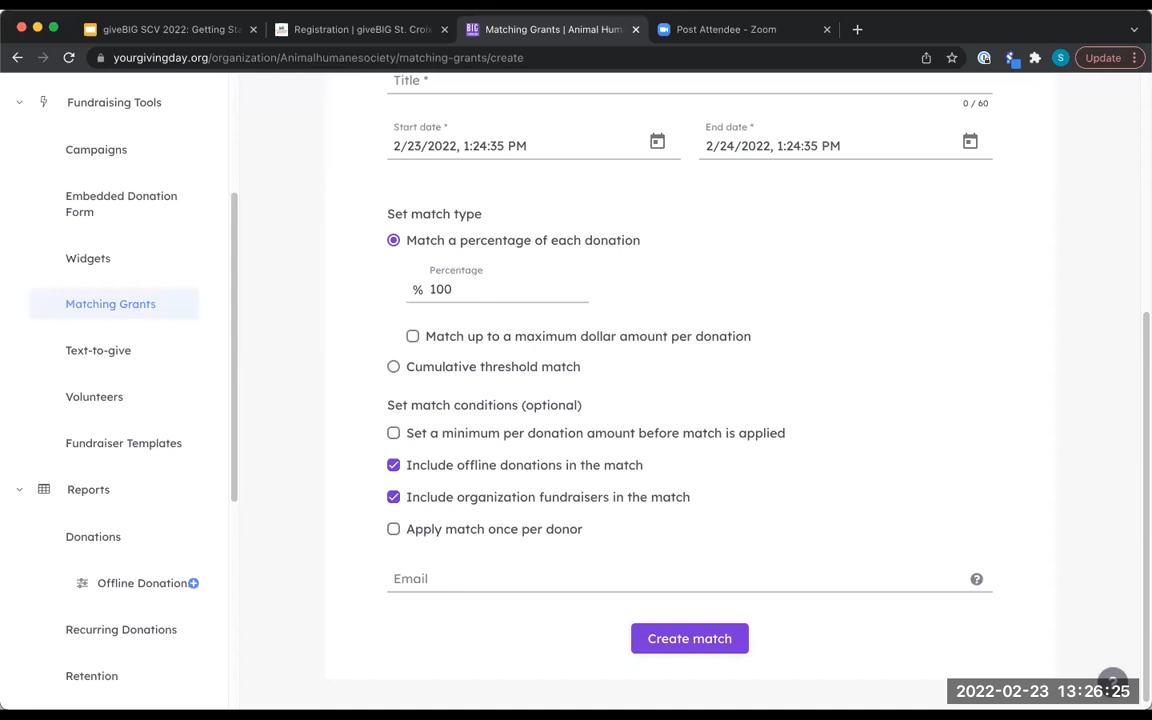 giveBIG SCV 2022: Getting Sta
Registration | giveBIG St. Croix
Matching Grants | Animal Hum
Post Attendee - Zoom
yourgivingday.org/organization/Animalhumanesociety/matching-grants/create
S
Update
Fundraising Tools
Campaigns
Embedded Donation
Form
Widgets
Matching Grants
Text-to-give
Volunteers
Fundraiser Templates
Reports
Donations
Offline Donation
Recurring Donations
Retention
Title *
0 / 60
Start date *
2/23/2022, 1:24:35 PM
End date *
2/24/2022, 1:24:35 PM
Set match type
Match a percentage of each donation
Percentage
% 100
Match up to a maximum dollar amount per donation
Cumulative threshold match
Set match conditions (optional)
Set a minimum per donation amount before match is applied
Include offline donations in the match
Include organization fundraisers in the match
Apply match once per donor
Email
Create match
2022-02-23 13:26:25